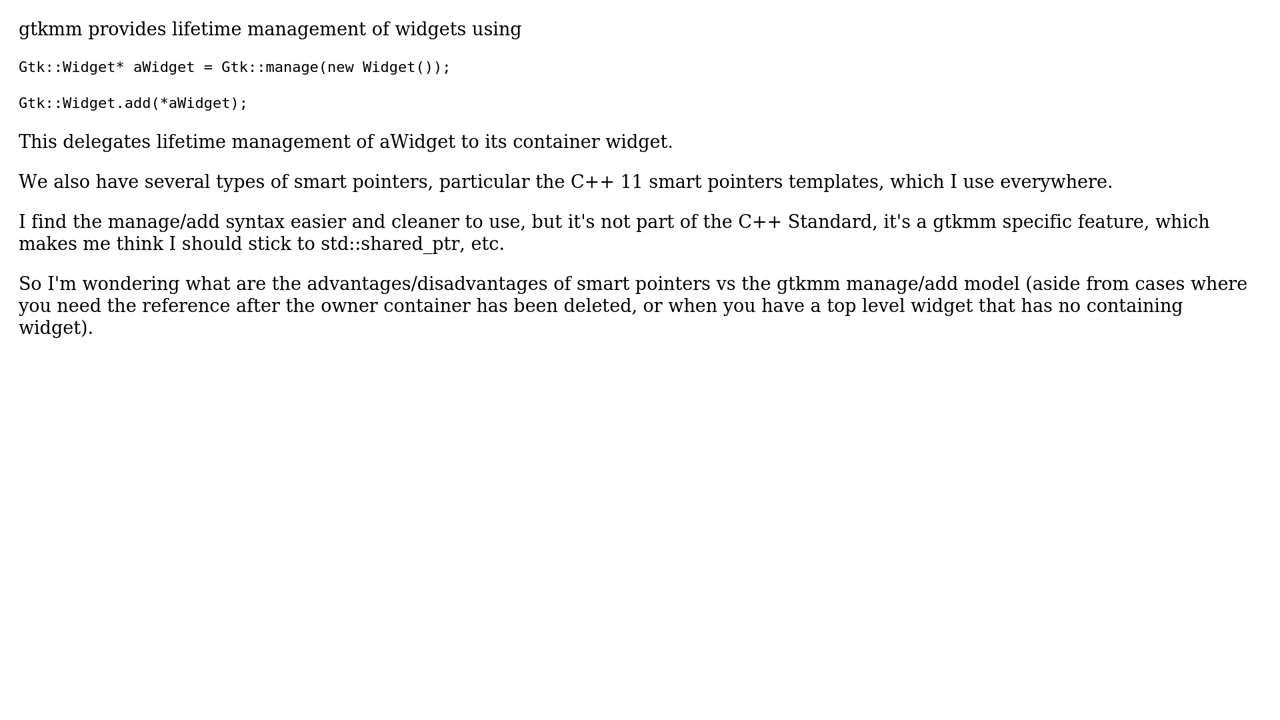 gtkmm provides lifetime management of widgets using
Gtk::Widget* aWidget = Gtk::manage(new Widget());
Gtk::Widget.add(*aWidget);
This delegates lifetime management of aWidget to its container widget.
We also have several types of smart pointers, particular the C++ 11 smart pointers templates, which I use everywhere.
I find the manage/add syntax easier and cleaner to use, but it's not part of the C++ Standard, it's a gtkmm specific feature, which
makes me think I should stick to std::shared_ptr, etc.
So I'm wondering what are the advantages/disadvantages of smart pointers vs the gtkmm manage/add model (aside from cases where
you need the reference after the owner container has been deleted, or when you have a top level widget that has no containing
widget).